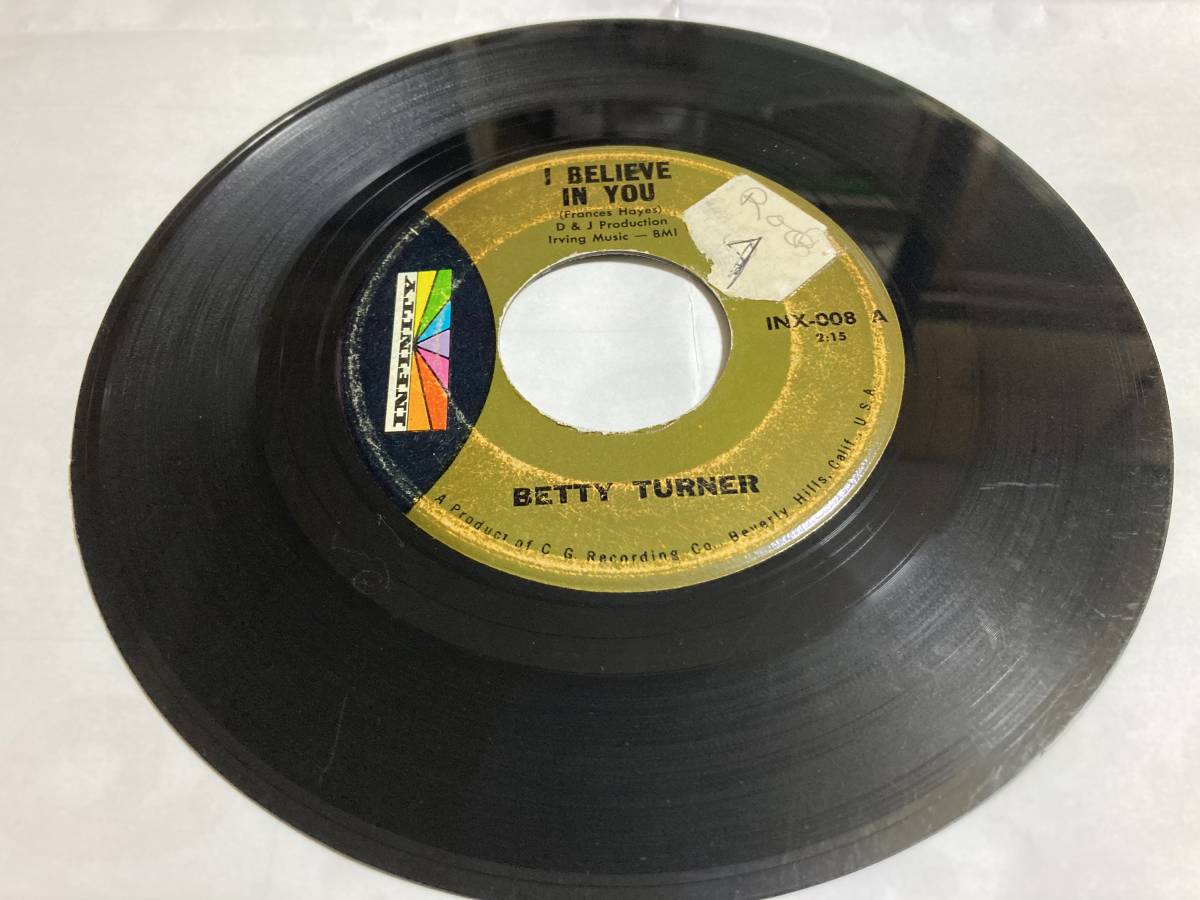 I BELIEVE
IN YOU
(Frances Hayes)
D & J Production
Irving Music — BMI
A
INFINITY
INX-008 A
2:15
BETTY TURNER
A Product of C. G. Recording Co., Beverly Hills, Calif., U.S.A.